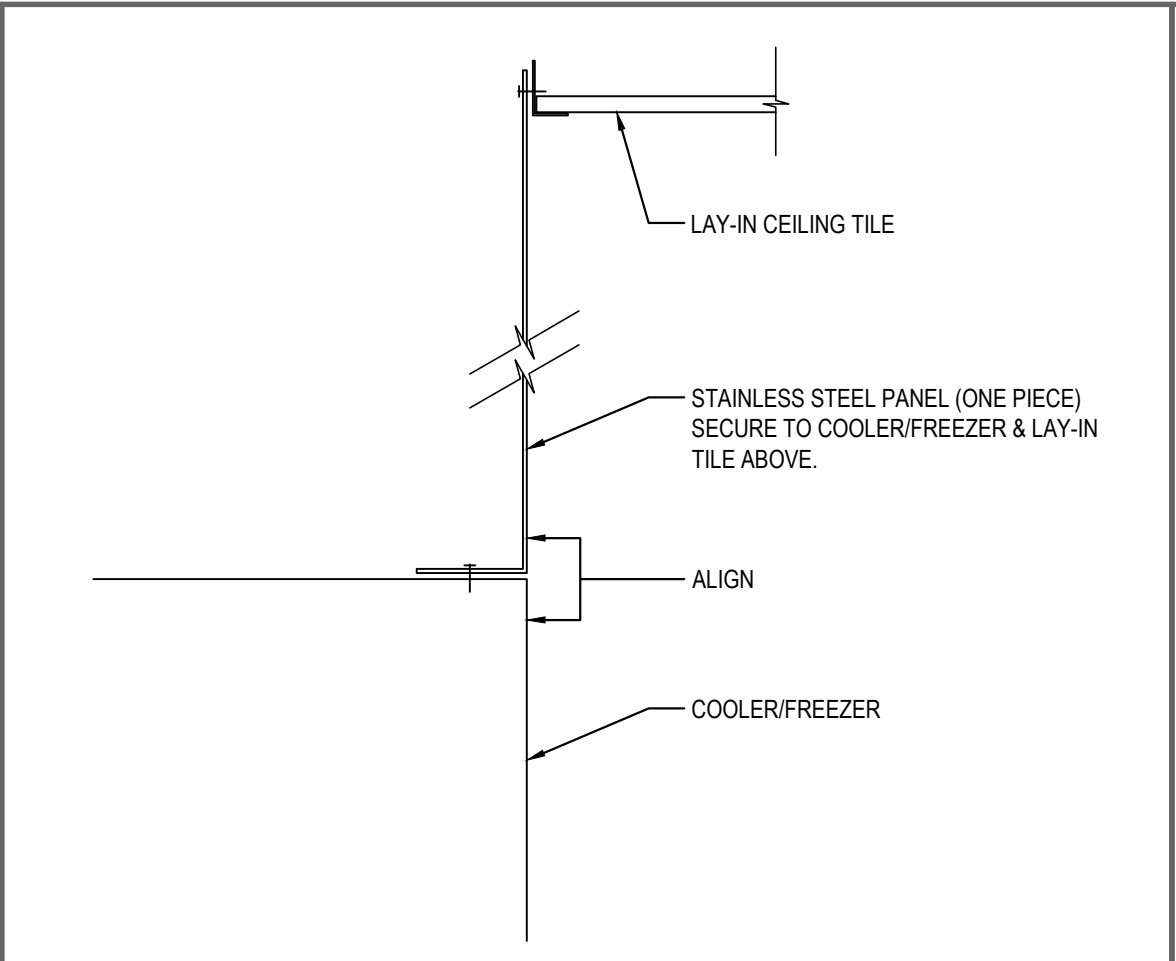 LAY-IN CEILING TILE
STAINLESS STEEL PANEL (ONE PIECE)
SECURE TO COOLER/FREEZER & LAY-IN
TILE ABOVE.
ALIGN
COOLER/FREEZER